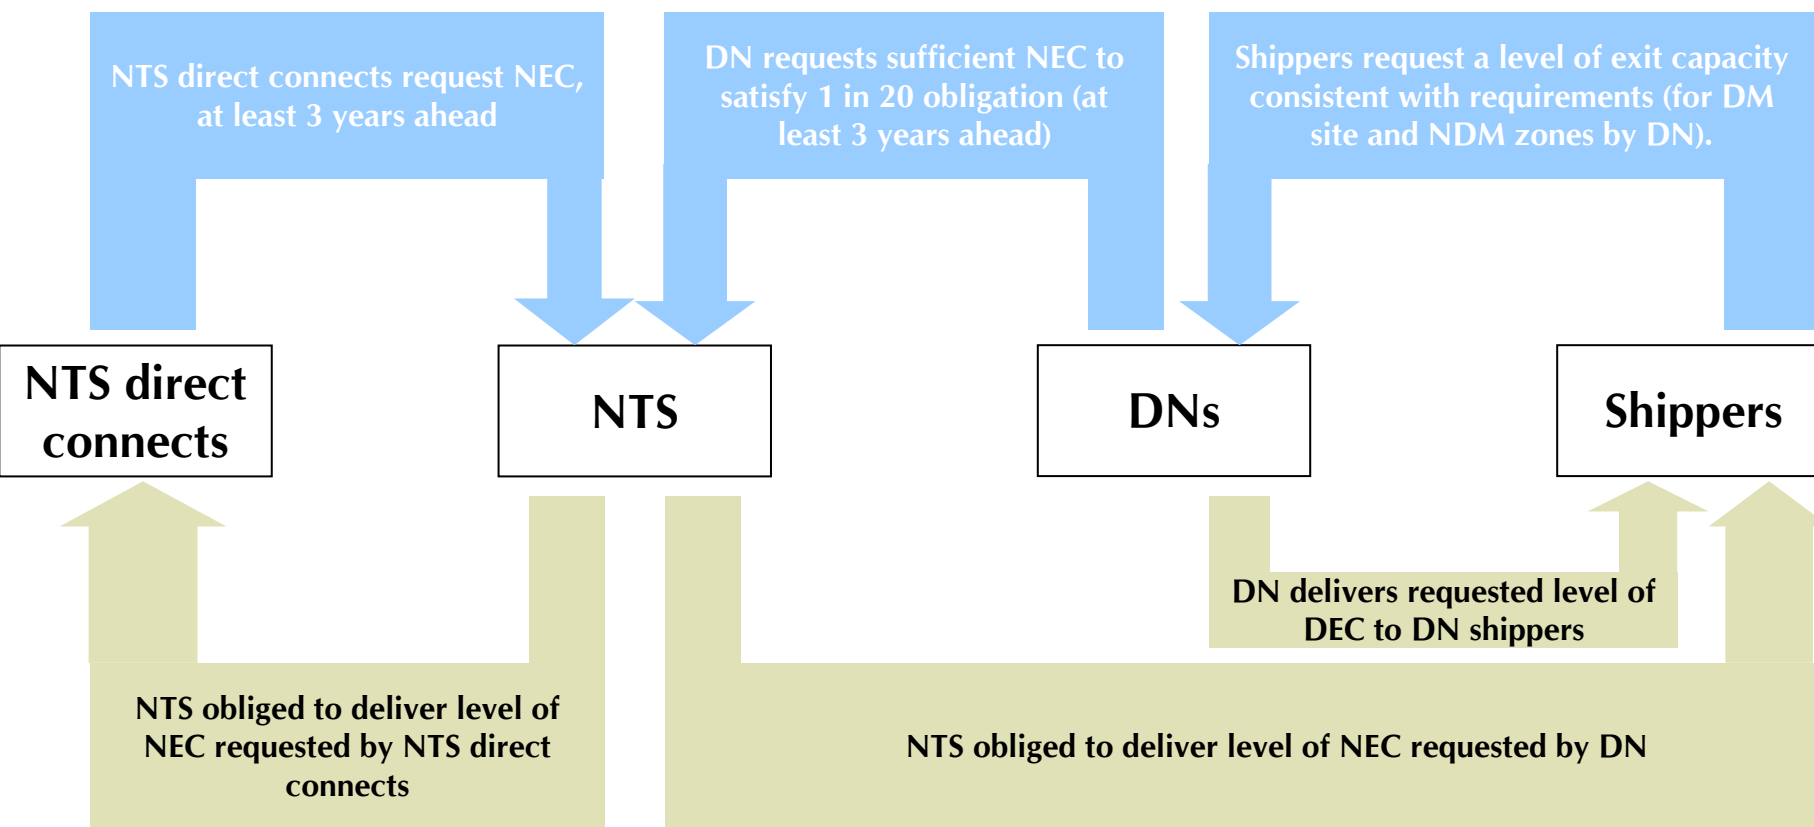 NTS direct connects request NEC,
at least 3 years ahead
DN requests sufficient NEC to
satisfy 1 in 20 obligation (at
least 3 years ahead)
Shippers request a level of exit capacity
consistent with requirements (for DM
site and NDM zones by DN).
NTS direct
connects
NTS
DNs
Shippers
DN delivers requested level of
DEC to DN shippers
NTS obliged to deliver level of
NEC requested by NTS direct
connects
NTS obliged to deliver level of NEC requested by DN